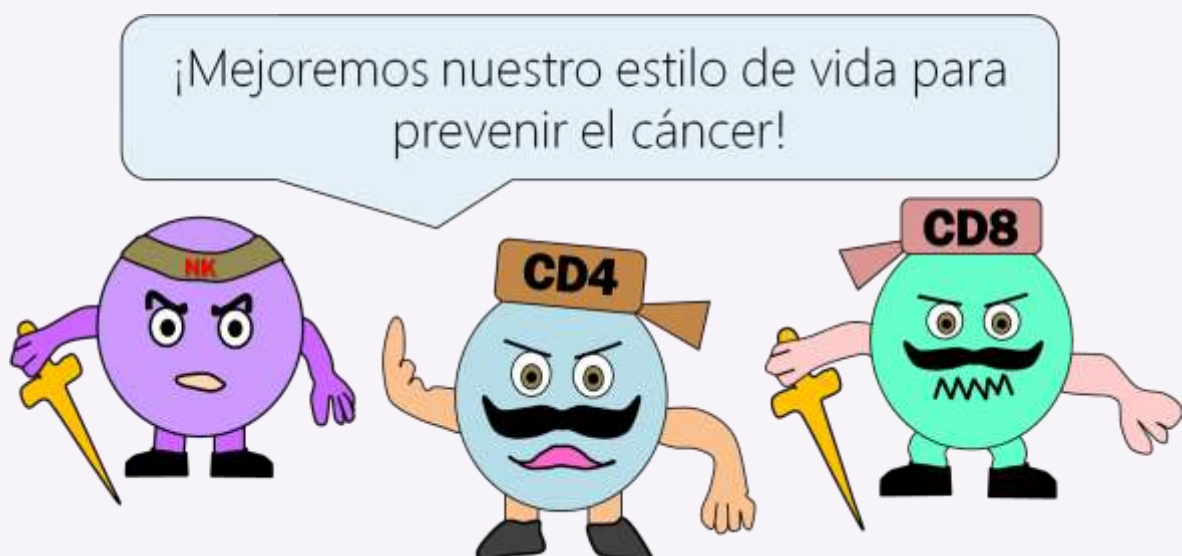 ¡Mejoremos nuestro estilo de vida para
prevenir el cáncer!
NK
CD4
CD8